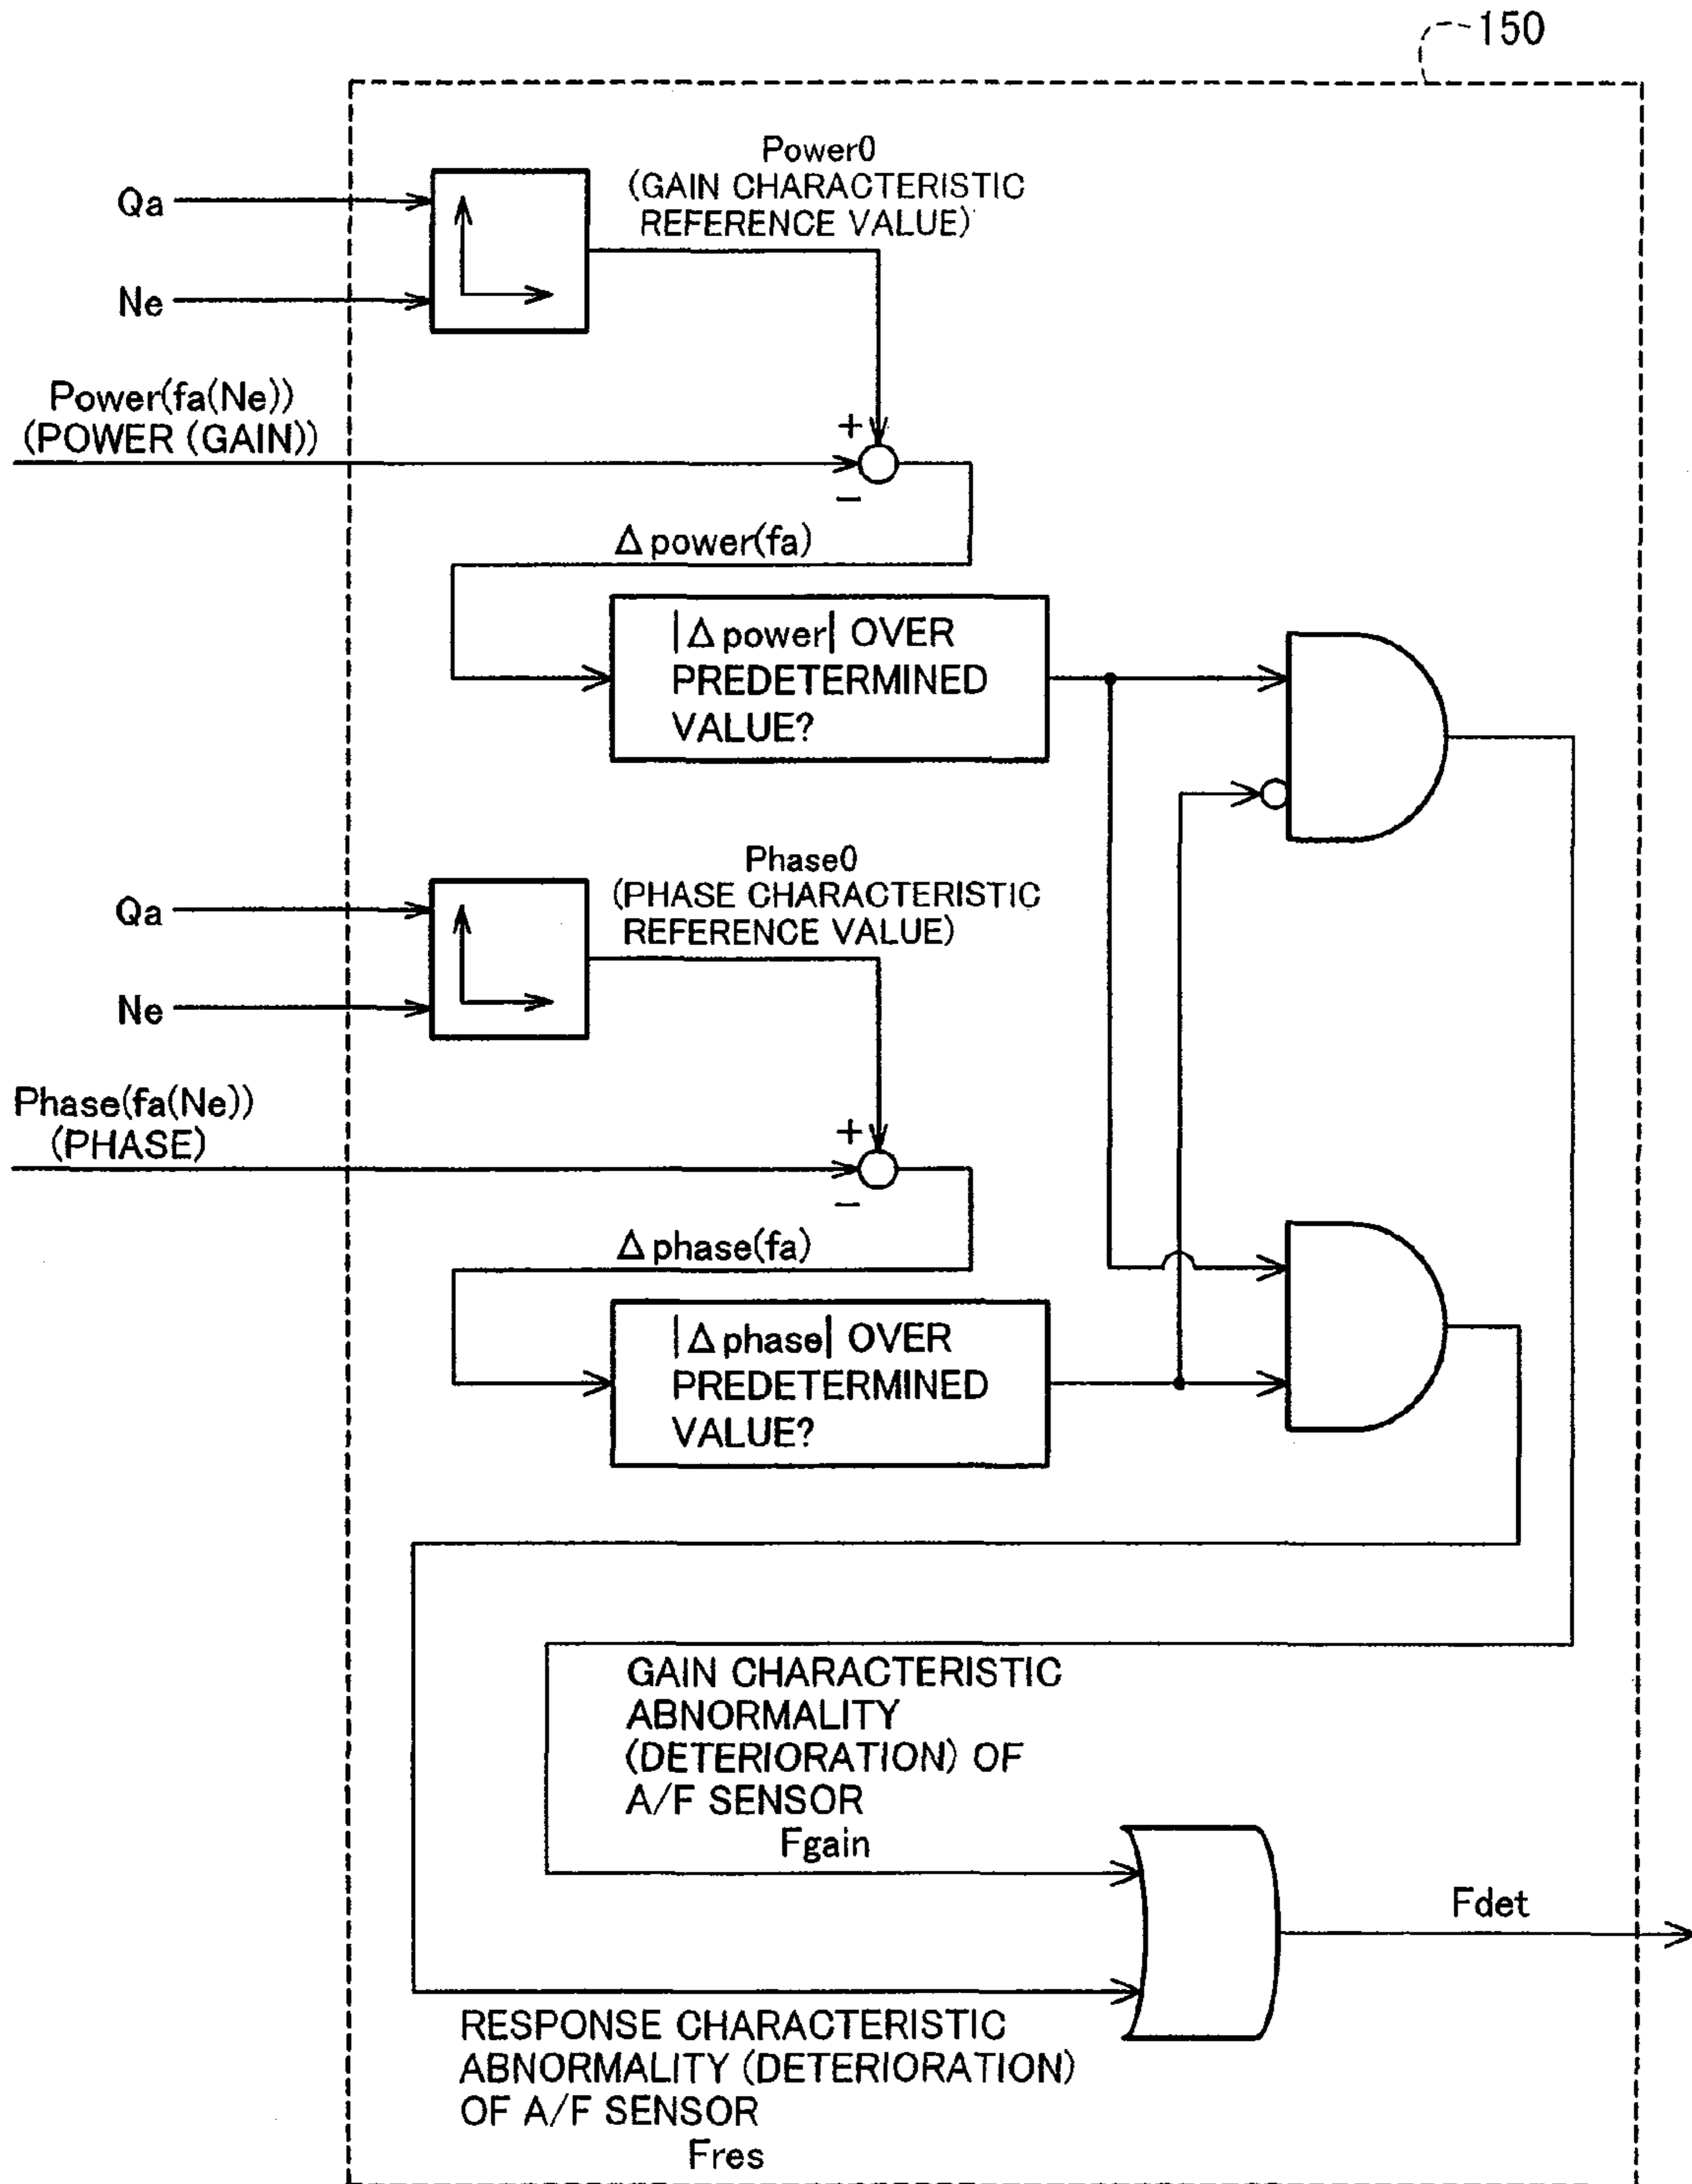 150
Power0
(GAIN CHARACTERISTIC
REFERENCE VALUE)
Qa
Ne
Power(fa(Ne))
(POWER (GAIN))
+
−
Δpower(fa)
|Δpower| OVER
PREDETERMINED
VALUE?
Phase0
(PHASE CHARACTERISTIC
REFERENCE VALUE)
Qa
Ne
Phase(fa(Ne))
(PHASE)
+
−
Δphase(fa)
|Δphase| OVER
PREDETERMINED
VALUE?
GAIN CHARACTERISTIC
ABNORMALITY
(DETERIORATION) OF
A/F SENSOR
Fgain
Fdet
RESPONSE CHARACTERISTIC
ABNORMALITY (DETERIORATION)
OF A/F SENSOR
Fres